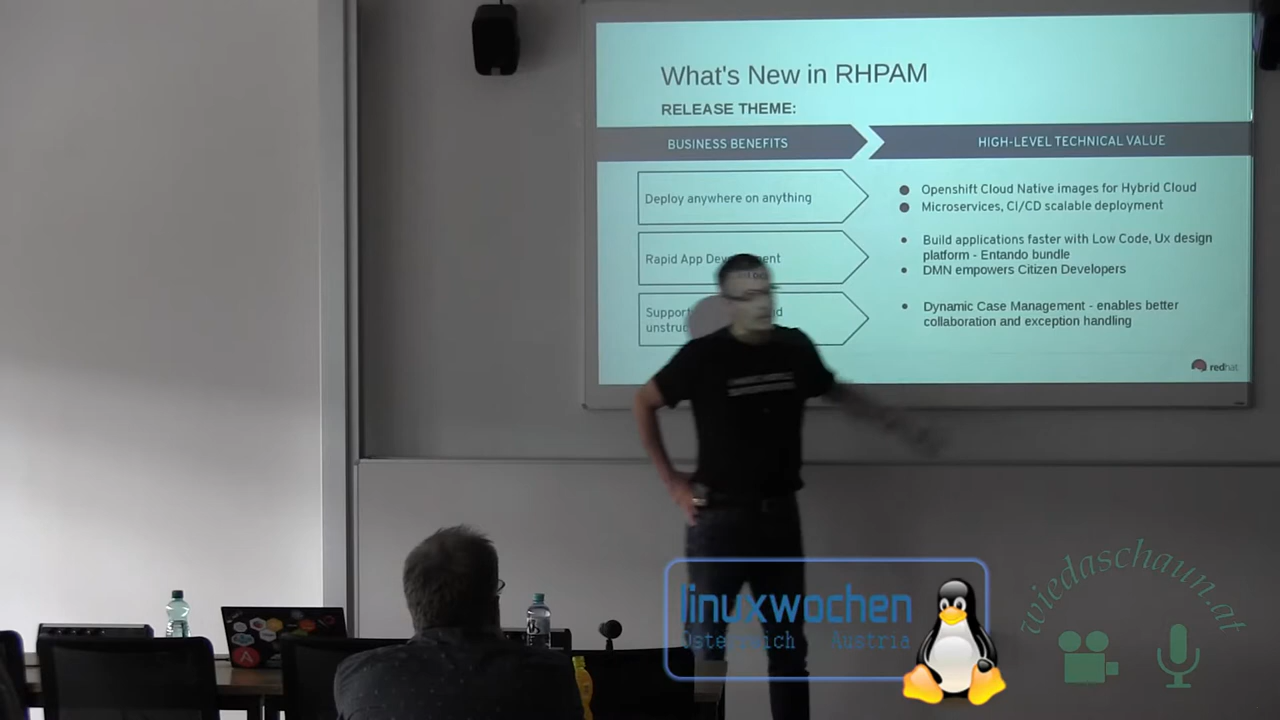 What's New in RHPAM
RELEASE THEME:
BUSINESS BENEFITS
HIGH-LEVEL TECHNICAL VALUE
Deploy anywhere on anything
Openshift Cloud Native images for Hybrid Cloud
Microservices, CI/CD scalable deployment
Rapid App
Build applications faster with Low Code, Ux design
platform - Entando bundle
DMN empowers Citizen Developers
Support
Dynamic Case Management - enables better
collaboration and exception handling
redhat
linuxwochen
Österreich Austria
wiedaschaun.at